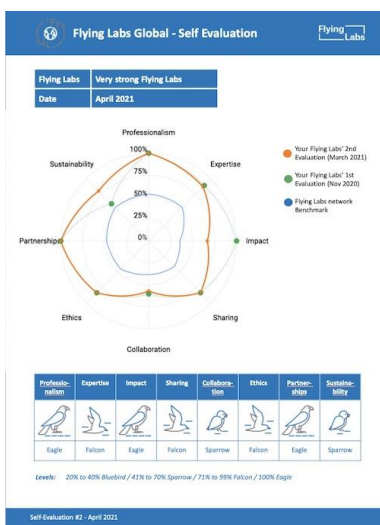 Flying Labs Global - Self Evaluation
Flying
Labs
Flying Labs Very strong Flying Labs
Date April 2021
Professionalism
100%
Sustainability
Expertise
75%
50%
25%
0%
Partnerships
Impact
Ethics
Sharing
Collaboration
Your Flying Labs' 2nd
Evaluation (March 2021)
Your Flying Labs' 1st
Evaluation (Nov 2020)
Flying Labs network
Benchmark
Professio- Expertise Impact Sharing Collabora- Ethics Partner- Sustaina-
nalism tion ships bility
Eagle Falcon Eagle Falcon Sparrow Falcon Eagle Sparrow
Levels: 20% to 40% Bluebird / 41% to 70% Sparrow / 71% to 99% Falcon / 100% Eagle
Self-Evaluation #2 - April 2021